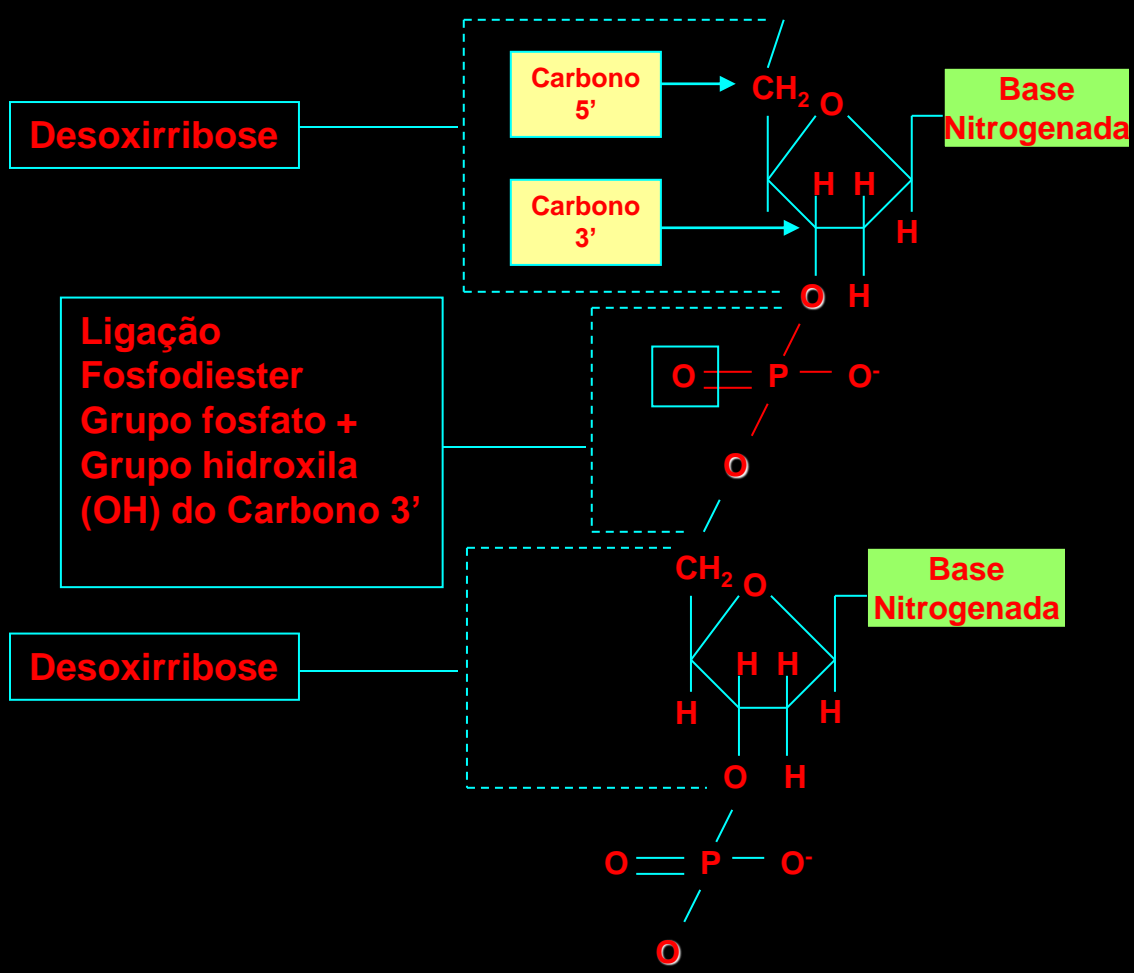 Carbono
5’
CH2 O
Base
Nitrogenada
Desoxirribose
H H
Carbono
3’
H
O H
Ligação
Fosfodiester
Grupo fosfato +
Grupo hidroxila
(OH) do Carbono 3’
O P O-
O
CH2 O
Base
Nitrogenada
Desoxirribose
H H
H H
O H
O P O-
O